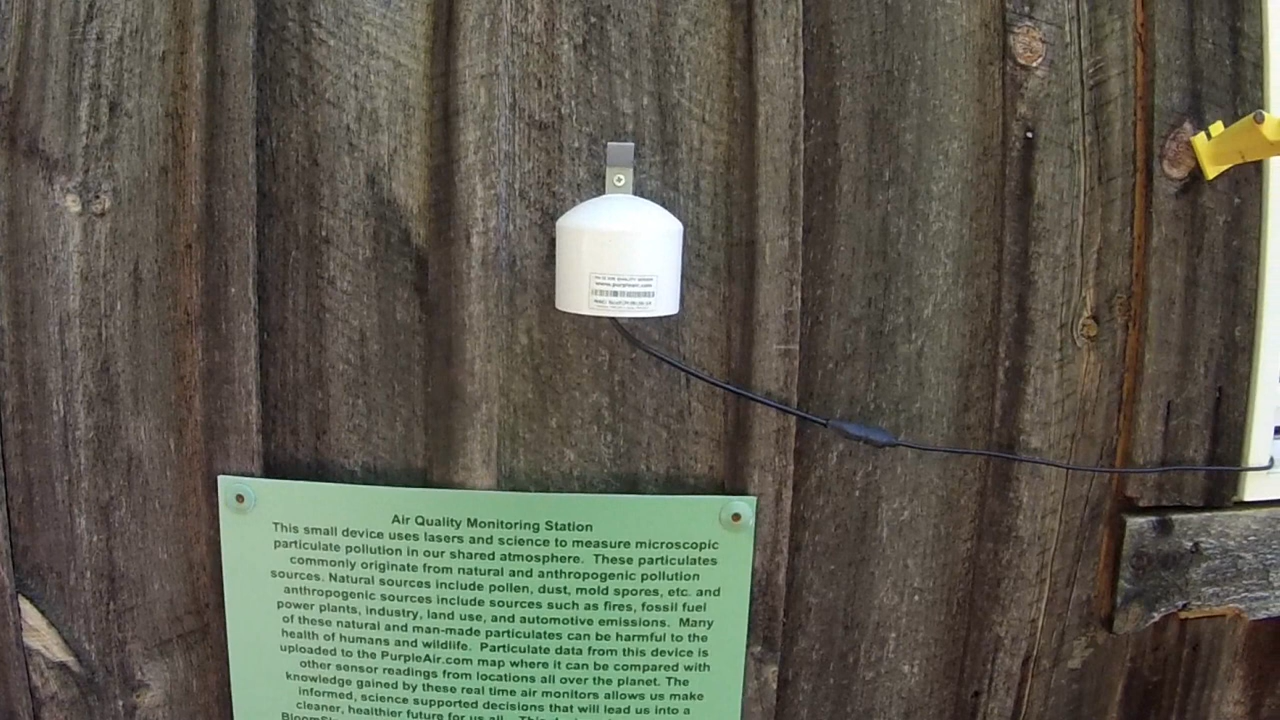 AIR QUALITY SENSOR
www.purpleair.com
Air Quality Monitoring Station
This small device uses lasers and science to measure microscopic
particulate pollution in our shared atmosphere. These particulates
commonly originate from natural and anthropogenic pollution
sources. Natural sources include pollen, dust, mold spores, etc. and
anthropogenic sources include sources such as fires, fossil fuel
power plants, industry, land use, and automotive emissions. Many
of these natural and man-made particulates can be harmful to the
health of humans and wildlife. Particulate data from this device is
uploaded to the PurpleAir.com map where it can be compared with
other sensor readings from locations all over the planet. The
knowledge gained by these real time air monitors allows us make
informed, science supported decisions that will lead us into a
cleaner, healthier future for us all.